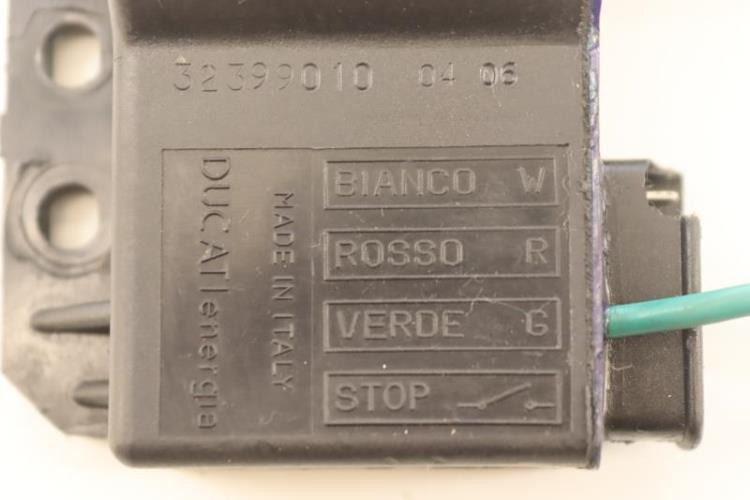 32399010 04 06
DUCATI energia
MADE IN ITALY
BIANCO W
ROSSO R
VERDE G
STOP